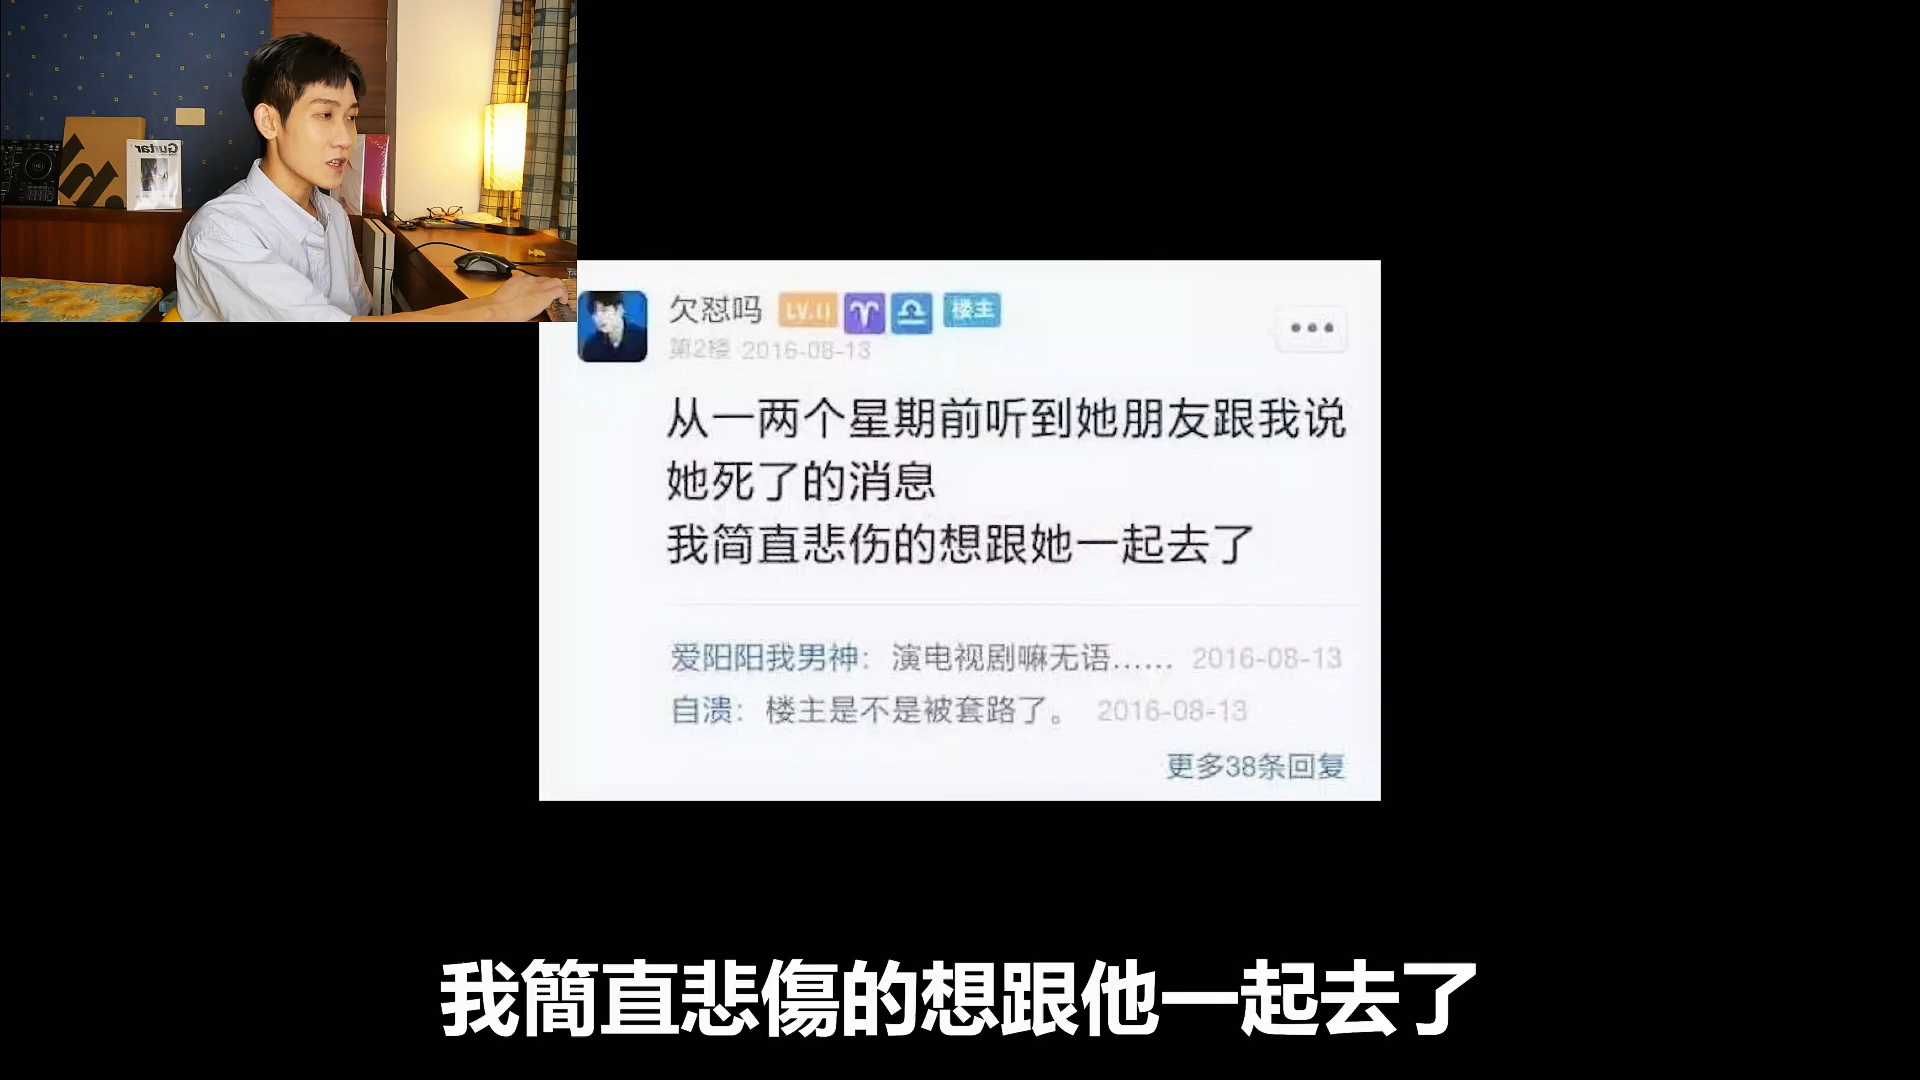 Guitar
欠怼吗 LV.11 楼主
第2楼 2016-08-13
从一两个星期前听到她朋友跟我说
她死了的消息
我简直悲伤的想跟她一起去了
爱阳阳我男神：演电视剧嘛无语…… 2016-08-13
自溃：楼主是不是被套路了。 2016-08-13
更多38条回复
我簡直悲傷的想跟他一起去了